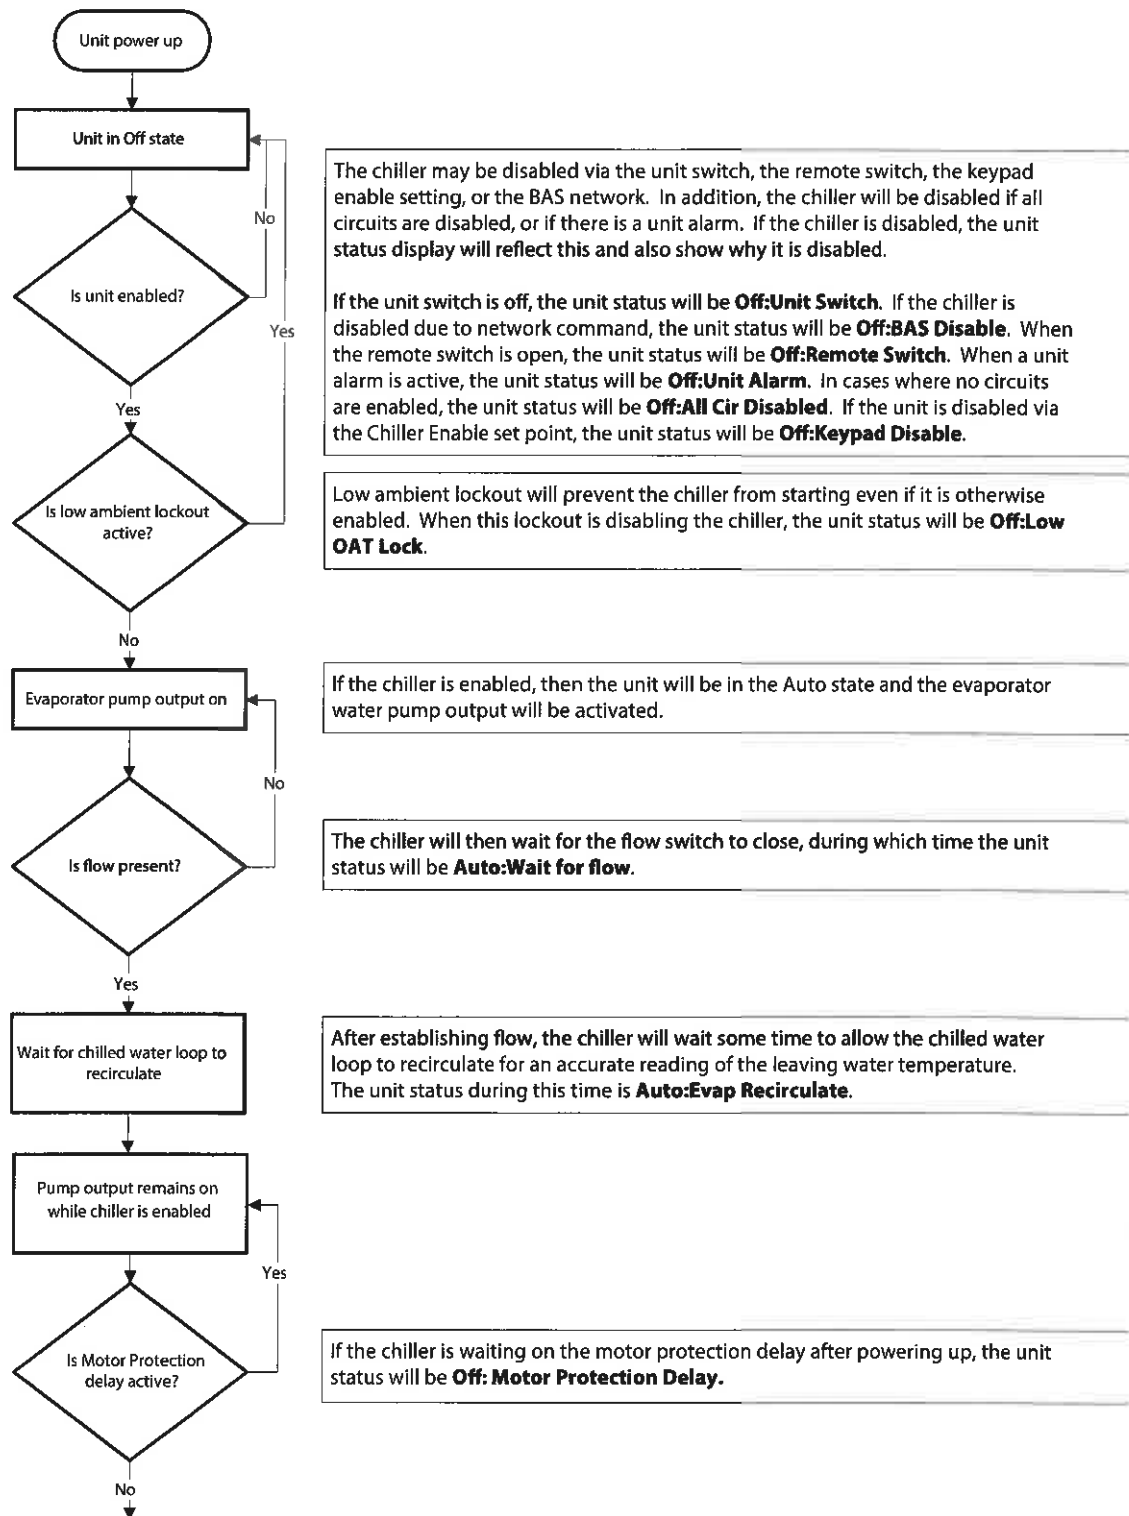 Unit power up
Unit in Off state
No
Is unit enabled?
Yes
Yes
Is low ambient lockout
active?
No
Evaporator pump output on
No
Is flow present?
Yes
Wait for chilled water loop to
recirculate
Pump output remains on
while chiller is enabled
Yes
Is Motor Protection
delay active?
No
The chiller may be disabled via the unit switch, the remote switch, the keypad
enable setting, or the BAS network. In addition, the chiller will be disabled if all
circuits are disabled, or if there is a unit alarm. If the chiller is disabled, the unit
status display will reflect this and also show why it is disabled.
If the unit switch is off, the unit status will be Off:Unit Switch. If the chiller is
disabled due to network command, the unit status will be Off:BAS Disable. When
the remote switch is open, the unit status will be Off:Remote Switch. When a unit
alarm is active, the unit status will be Off:Unit Alarm. In cases where no circuits
are enabled, the unit status will be Off:All Cir Disabled. If the unit is disabled via
the Chiller Enable set point, the unit status will be Off:Keypad Disable.
Low ambient lockout will prevent the chiller from starting even if it is otherwise
enabled. When this lockout is disabling the chiller, the unit status will be Off:Low
OAT Lock.
If the chiller is enabled, then the unit will be in the Auto state and the evaporator
water pump output will be activated.
The chiller will then wait for the flow switch to close, during which time the unit
status will be Auto:Wait for flow.
After establishing flow, the chiller will wait some time to allow the chilled water
loop to recirculate for an accurate reading of the leaving water temperature.
The unit status during this time is Auto:Evap Recirculate.
If the chiller is waiting on the motor protection delay after powering up, the unit
status will be Off: Motor Protection Delay.